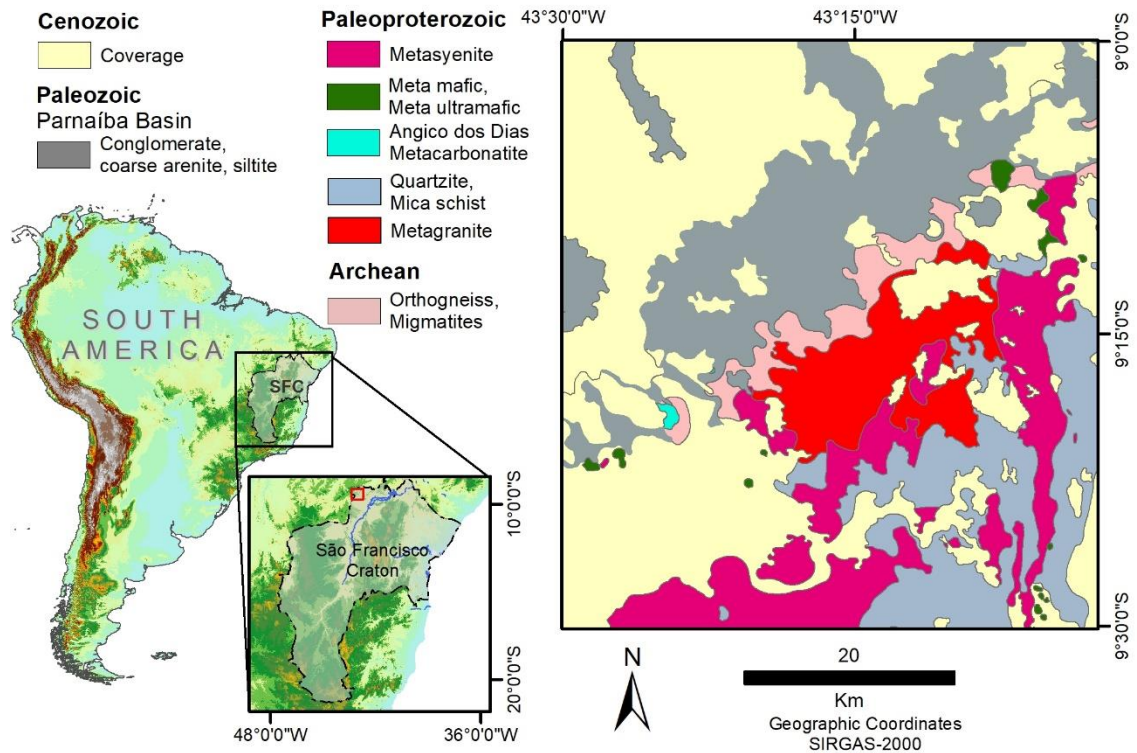 Cenozoic
Coverage
Paleozoic
Parnaíba Basin
Conglomerate,
coarse arenite, siltite
Paleoproterozoic
Metasyenite
Meta mafic,
Meta ultramafic
Angico dos Dias
Metacarbonatite
Quartzite,
Mica schist
Metagranite
Archean
Orthogneiss,
Migmatites
SOUTH
AMERICA
SFC
São Francisco
Craton
10°0'0"S
20°0'0"S
48°0'0"W
36°0'0"W
43°30'0"W
43°15'0"W
9°0'0"S
9°15'0"S
9°30'0"S
N
20
Km
Geographic Coordinates
SIRGAS-2000